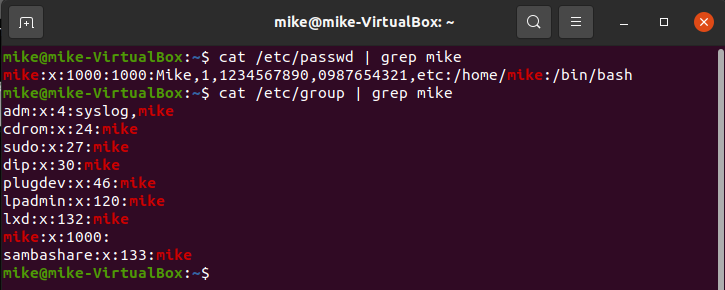 mike@mike-VirtualBox: ~
mike@mike-VirtualBox:~$ cat /etc/passwd | grep mike
mike:x:1000:1000:Mike,1,1234567890,0987654321,etc:/home/mike:/bin/bash
mike@mike-VirtualBox:~$ cat /etc/group | grep mike
adm:x:4:syslog,mike
cdrom:x:24:mike
sudo:x:27:mike
dip:x:30:mike
plugdev:x:46:mike
lpadmin:x:120:mike
lxd:x:132:mike
mike:x:1000:
sambashare:x:133:mike
mike@mike-VirtualBox:~$